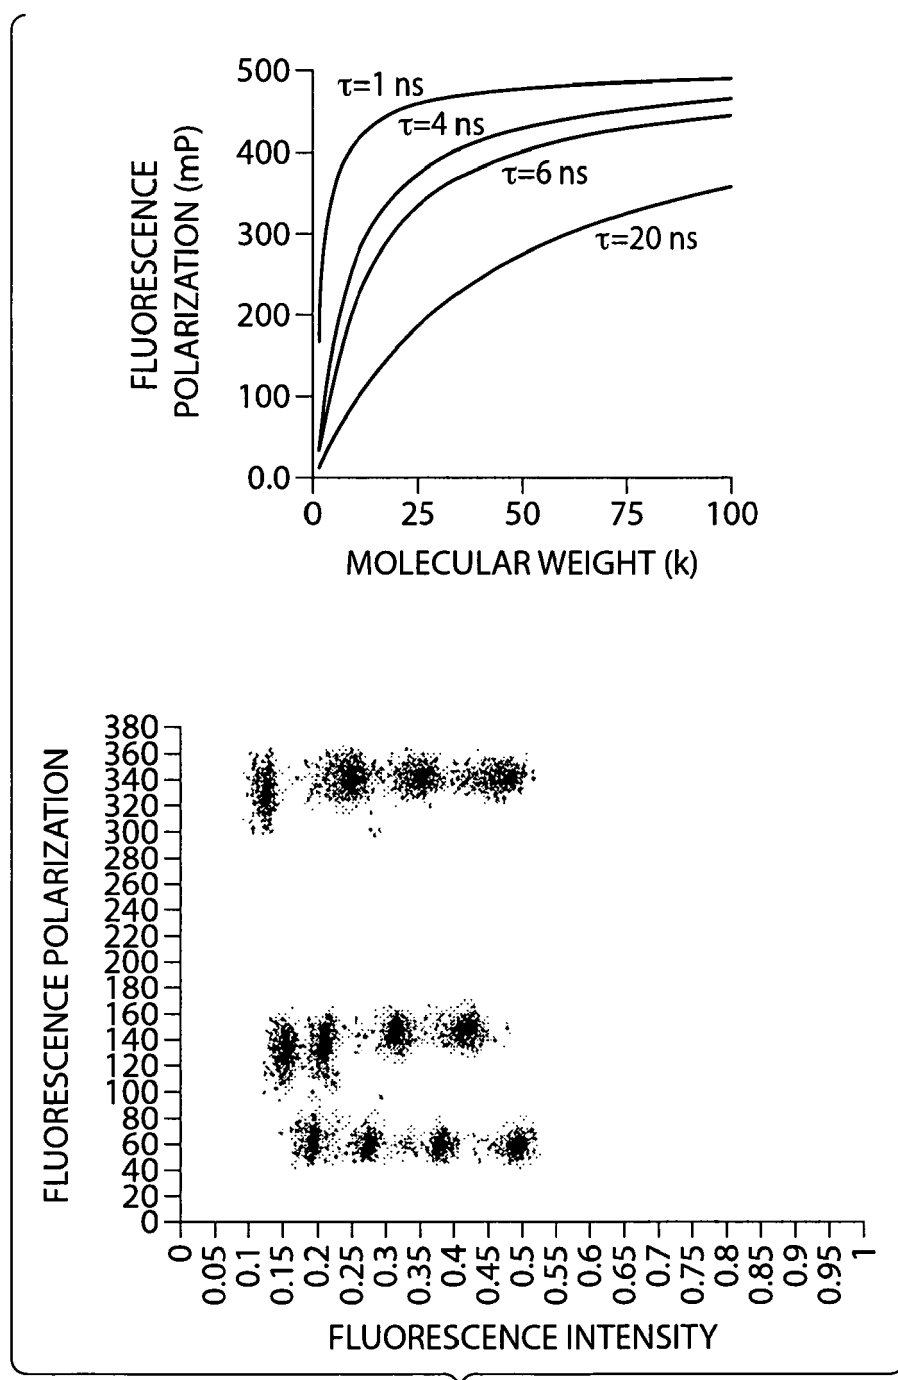 500
400
300
200
100
0.0
FLUORESCENCE
POLARIZATION (mP)
τ=1 ns
τ=4 ns
τ=6 ns
τ=20 ns
0 25 50 75 100
MOLECULAR WEIGHT (k)
380
360
340
320
300
280
260
240
220
200
180
160
140
120
100
80
60
40
20
0
FLUORESCENCE POLARIZATION
0 0.05 0.1 0.15 0.2 0.25 0.3 0.35 0.4 0.45 0.5 0.55 0.6 0.65 0.7 0.75 0.8 0.85 0.9 0.95 1
FLUORESCENCE INTENSITY